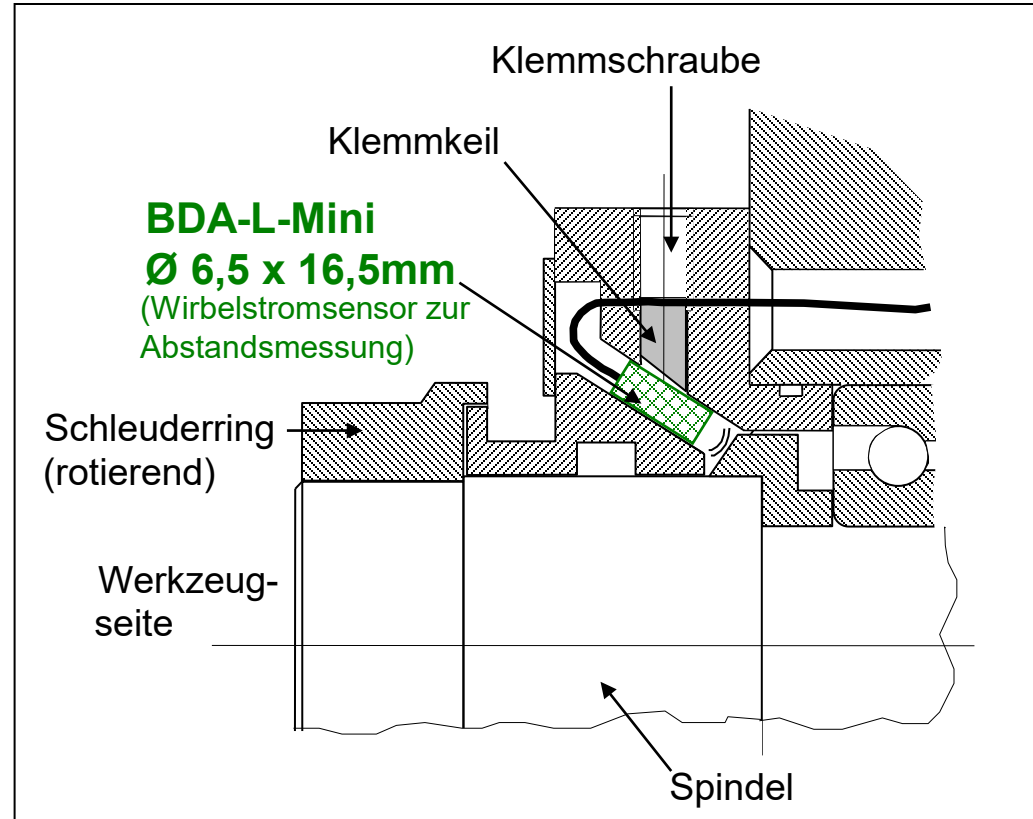 Klemmschraube
Klemmkeil
BDA-L-Mini
Ø 6,5 x 16,5mm
(Wirbelstromsensor zur
Abstandsmessung)
Schleuderring
(rotierend)
Werkzeug-
seite
Spindel